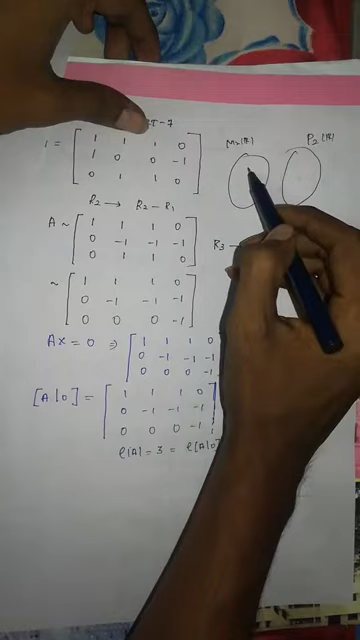 1 1 1 0
1 0 0 -1
0 1 1 0
M₂(ℝ) P₂(ℝ)
R₂ → R₂ - R₁
A ~ 1 1 1 0
0 -1 -1 -1
0 1 1 0
R₃ →
~ 1 1 1 0
0 -1 -1 -1
0 0 0 -1
AX = 0 ⇒ 1 1 1 0
0 -1 -1 -1
0 0 0 -1
[A|0] = 1 1 1 0
0 -1 -1 -1
0 0 0 -1
ρ(A) = 3 = ρ[A|0]